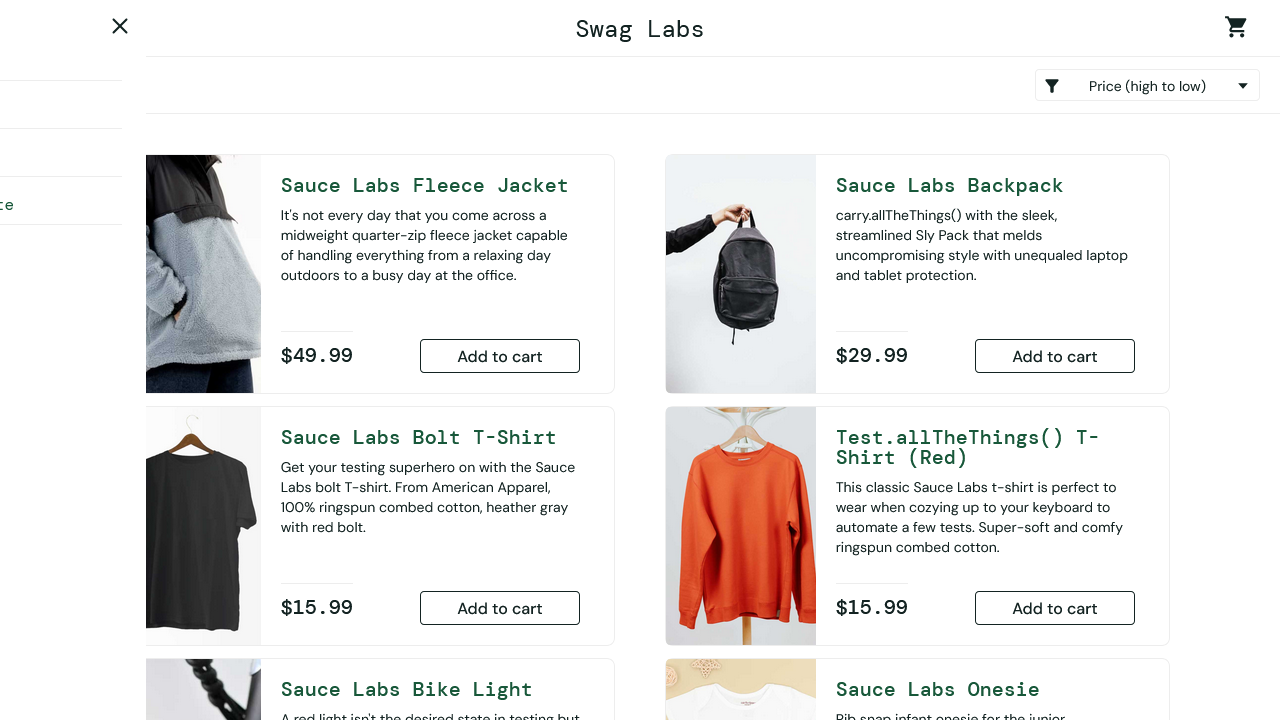 Swag Labs
Price (high to low)
Sauce Labs Fleece Jacket
It's not every day that you come across a
midweight quarter-zip fleece jacket capable
of handling everything from a relaxing day
outdoors to a busy day at the office.
$49.99
Add to cart
Sauce Labs Backpack
carry.allTheThings() with the sleek,
streamlined Sly Pack that melds
uncompromising style with unequaled laptop
and tablet protection.
$29.99
Add to cart
Sauce Labs Bolt T-Shirt
Get your testing superhero on with the Sauce
Labs bolt T-shirt. From American Apparel,
100% ringspun combed cotton, heather gray
with red bolt.
$15.99
Add to cart
Test.allTheThings() T-
Shirt (Red)
This classic Sauce Labs t-shirt is perfect to
wear when cozying up to your keyboard to
automate a few tests. Super-soft and comfy
ringspun combed cotton.
$15.99
Add to cart
Sauce Labs Bike Light
A red light isn't the desired state in testing but
Sauce Labs Onesie
Rib snap infant onesie for the junior